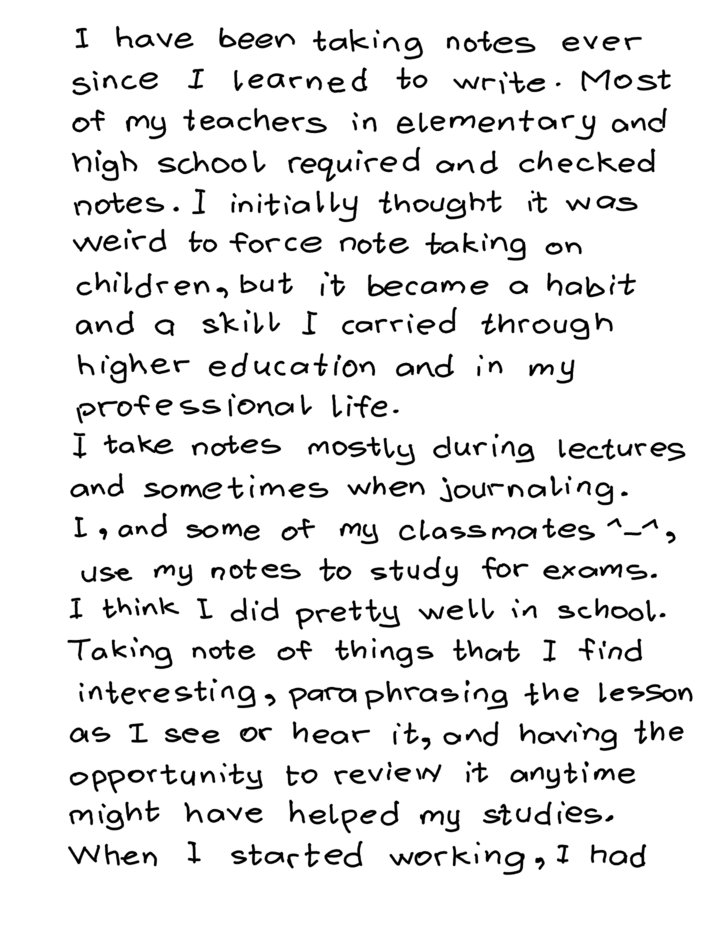 I have been taking notes ever
since I learned to write. Most
of my teachers in elementary and
high school required and checked
notes. I initially thought it was
weird to force note taking on
children, but it became a habit
and a skill I carried through
higher education and in my
professional life.
I take notes mostly during lectures
and sometimes when journaling.
I, and some of my classmates ^_^,
use my notes to study for exams.
I think I did pretty well in school.
Taking note of things that I find
interesting, paraphrasing the lesson
as I see or hear it, and having the
opportunity to review it anytime
might have helped my studies.
When I started working, I had